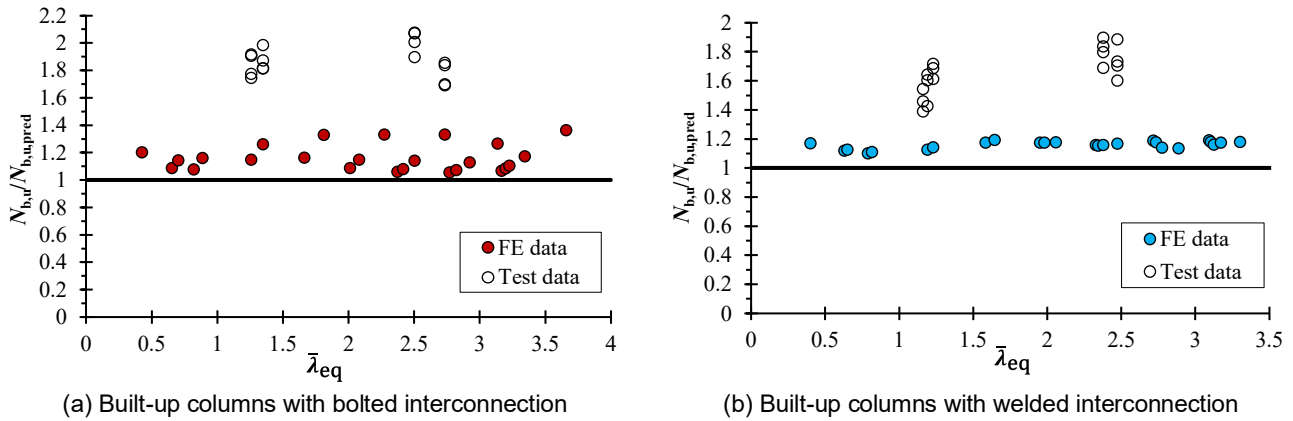 2.2
2
1.8
1.6
1.4
1.2
1
0.8
0.6
0.4
0.2
0
N_b,u/N_b,u,pred
0 0.5 1 1.5 2 2.5 3 3.5 4
λ̄_eq
FE data
Test data
(a) Built-up columns with bolted interconnection
2
1.8
1.6
1.4
1.2
1
0.8
0.6
0.4
0.2
0
N_b,u/N_b,u,pred
0 0.5 1 1.5 2 2.5 3 3.5
λ̄_eq
FE data
Test data
(b) Built-up columns with welded interconnection